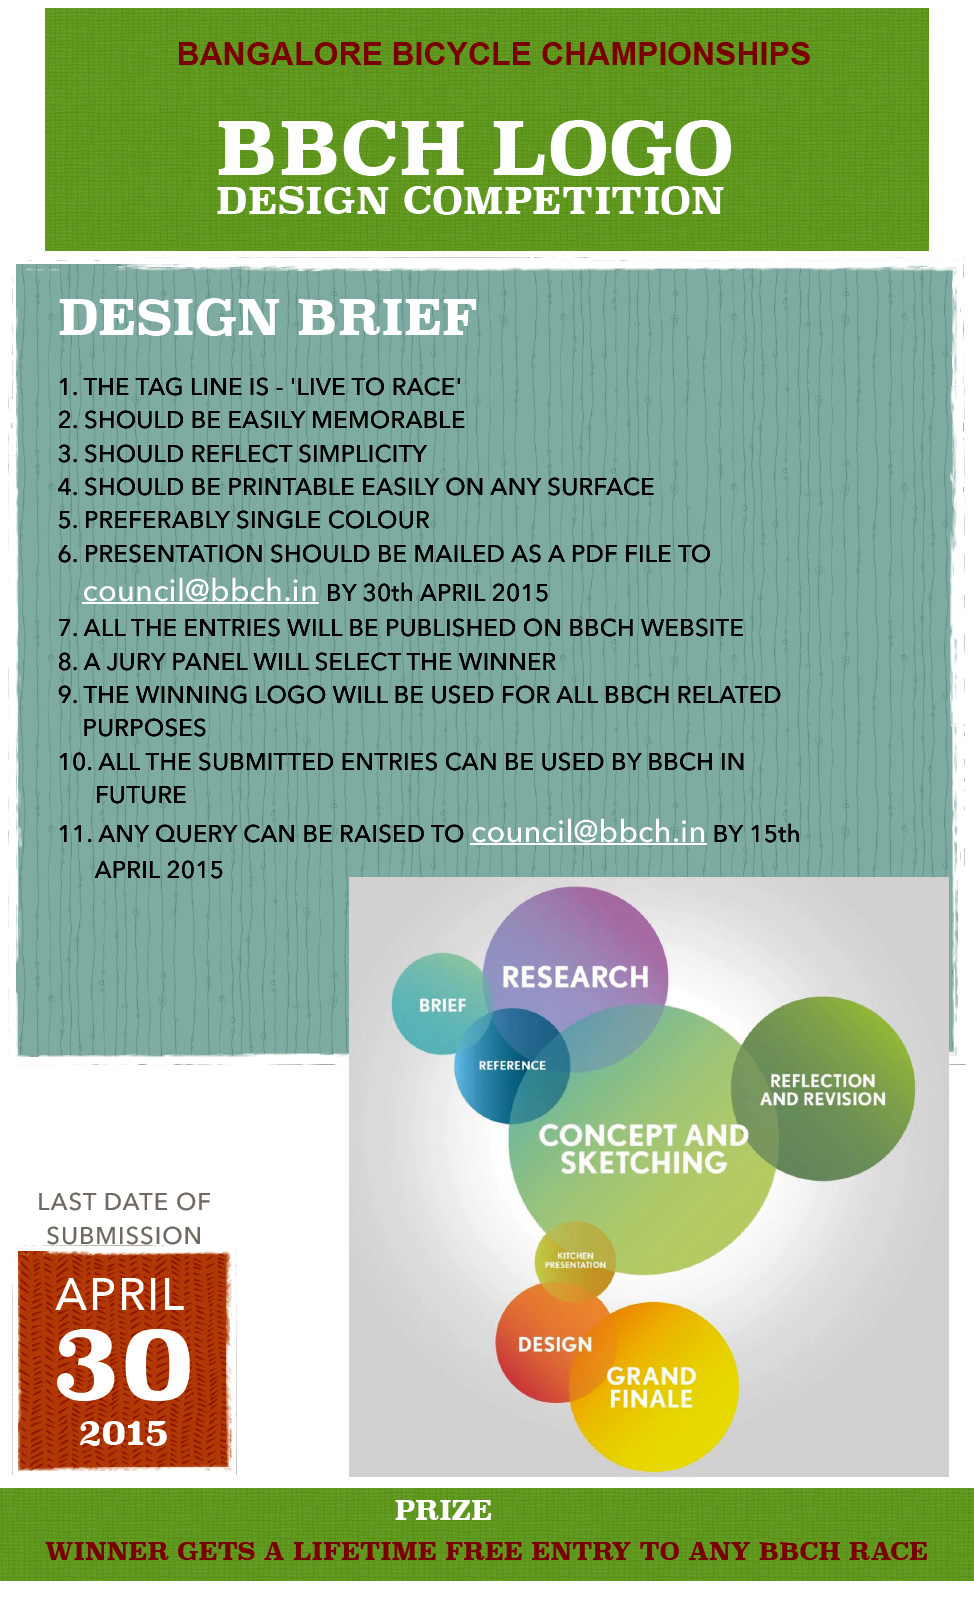 BANGALORE BICYCLE CHAMPIONSHIPS
BBCH LOGO
DESIGN COMPETITION
DESIGN BRIEF
1. THE TAG LINE IS - 'LIVE TO RACE'
2. SHOULD BE EASILY MEMORABLE
3. SHOULD REFLECT SIMPLICITY
4. SHOULD BE PRINTABLE EASILY ON ANY SURFACE
5. PREFERABLY SINGLE COLOUR
6. PRESENTATION SHOULD BE MAILED AS A PDF FILE TO
council@bbch.in BY 30th APRIL 2015
7. ALL THE ENTRIES WILL BE PUBLISHED ON BBCH WEBSITE
8. A JURY PANEL WILL SELECT THE WINNER
9. THE WINNING LOGO WILL BE USED FOR ALL BBCH RELATED
PURPOSES
10. ALL THE SUBMITTED ENTRIES CAN BE USED BY BBCH IN
FUTURE
11. ANY QUERY CAN BE RAISED TO council@bbch.in BY 15th
APRIL 2015
RESEARCH
BRIEF
REFERENCE
REFLECTION
AND REVISION
CONCEPT AND
SKETCHING
KITCHEN
PRESENTATION
DESIGN
GRAND
FINALE
LAST DATE OF
SUBMISSION
APRIL
30
2015
PRIZE
WINNER GETS A LIFETIME FREE ENTRY TO ANY BBCH RACE